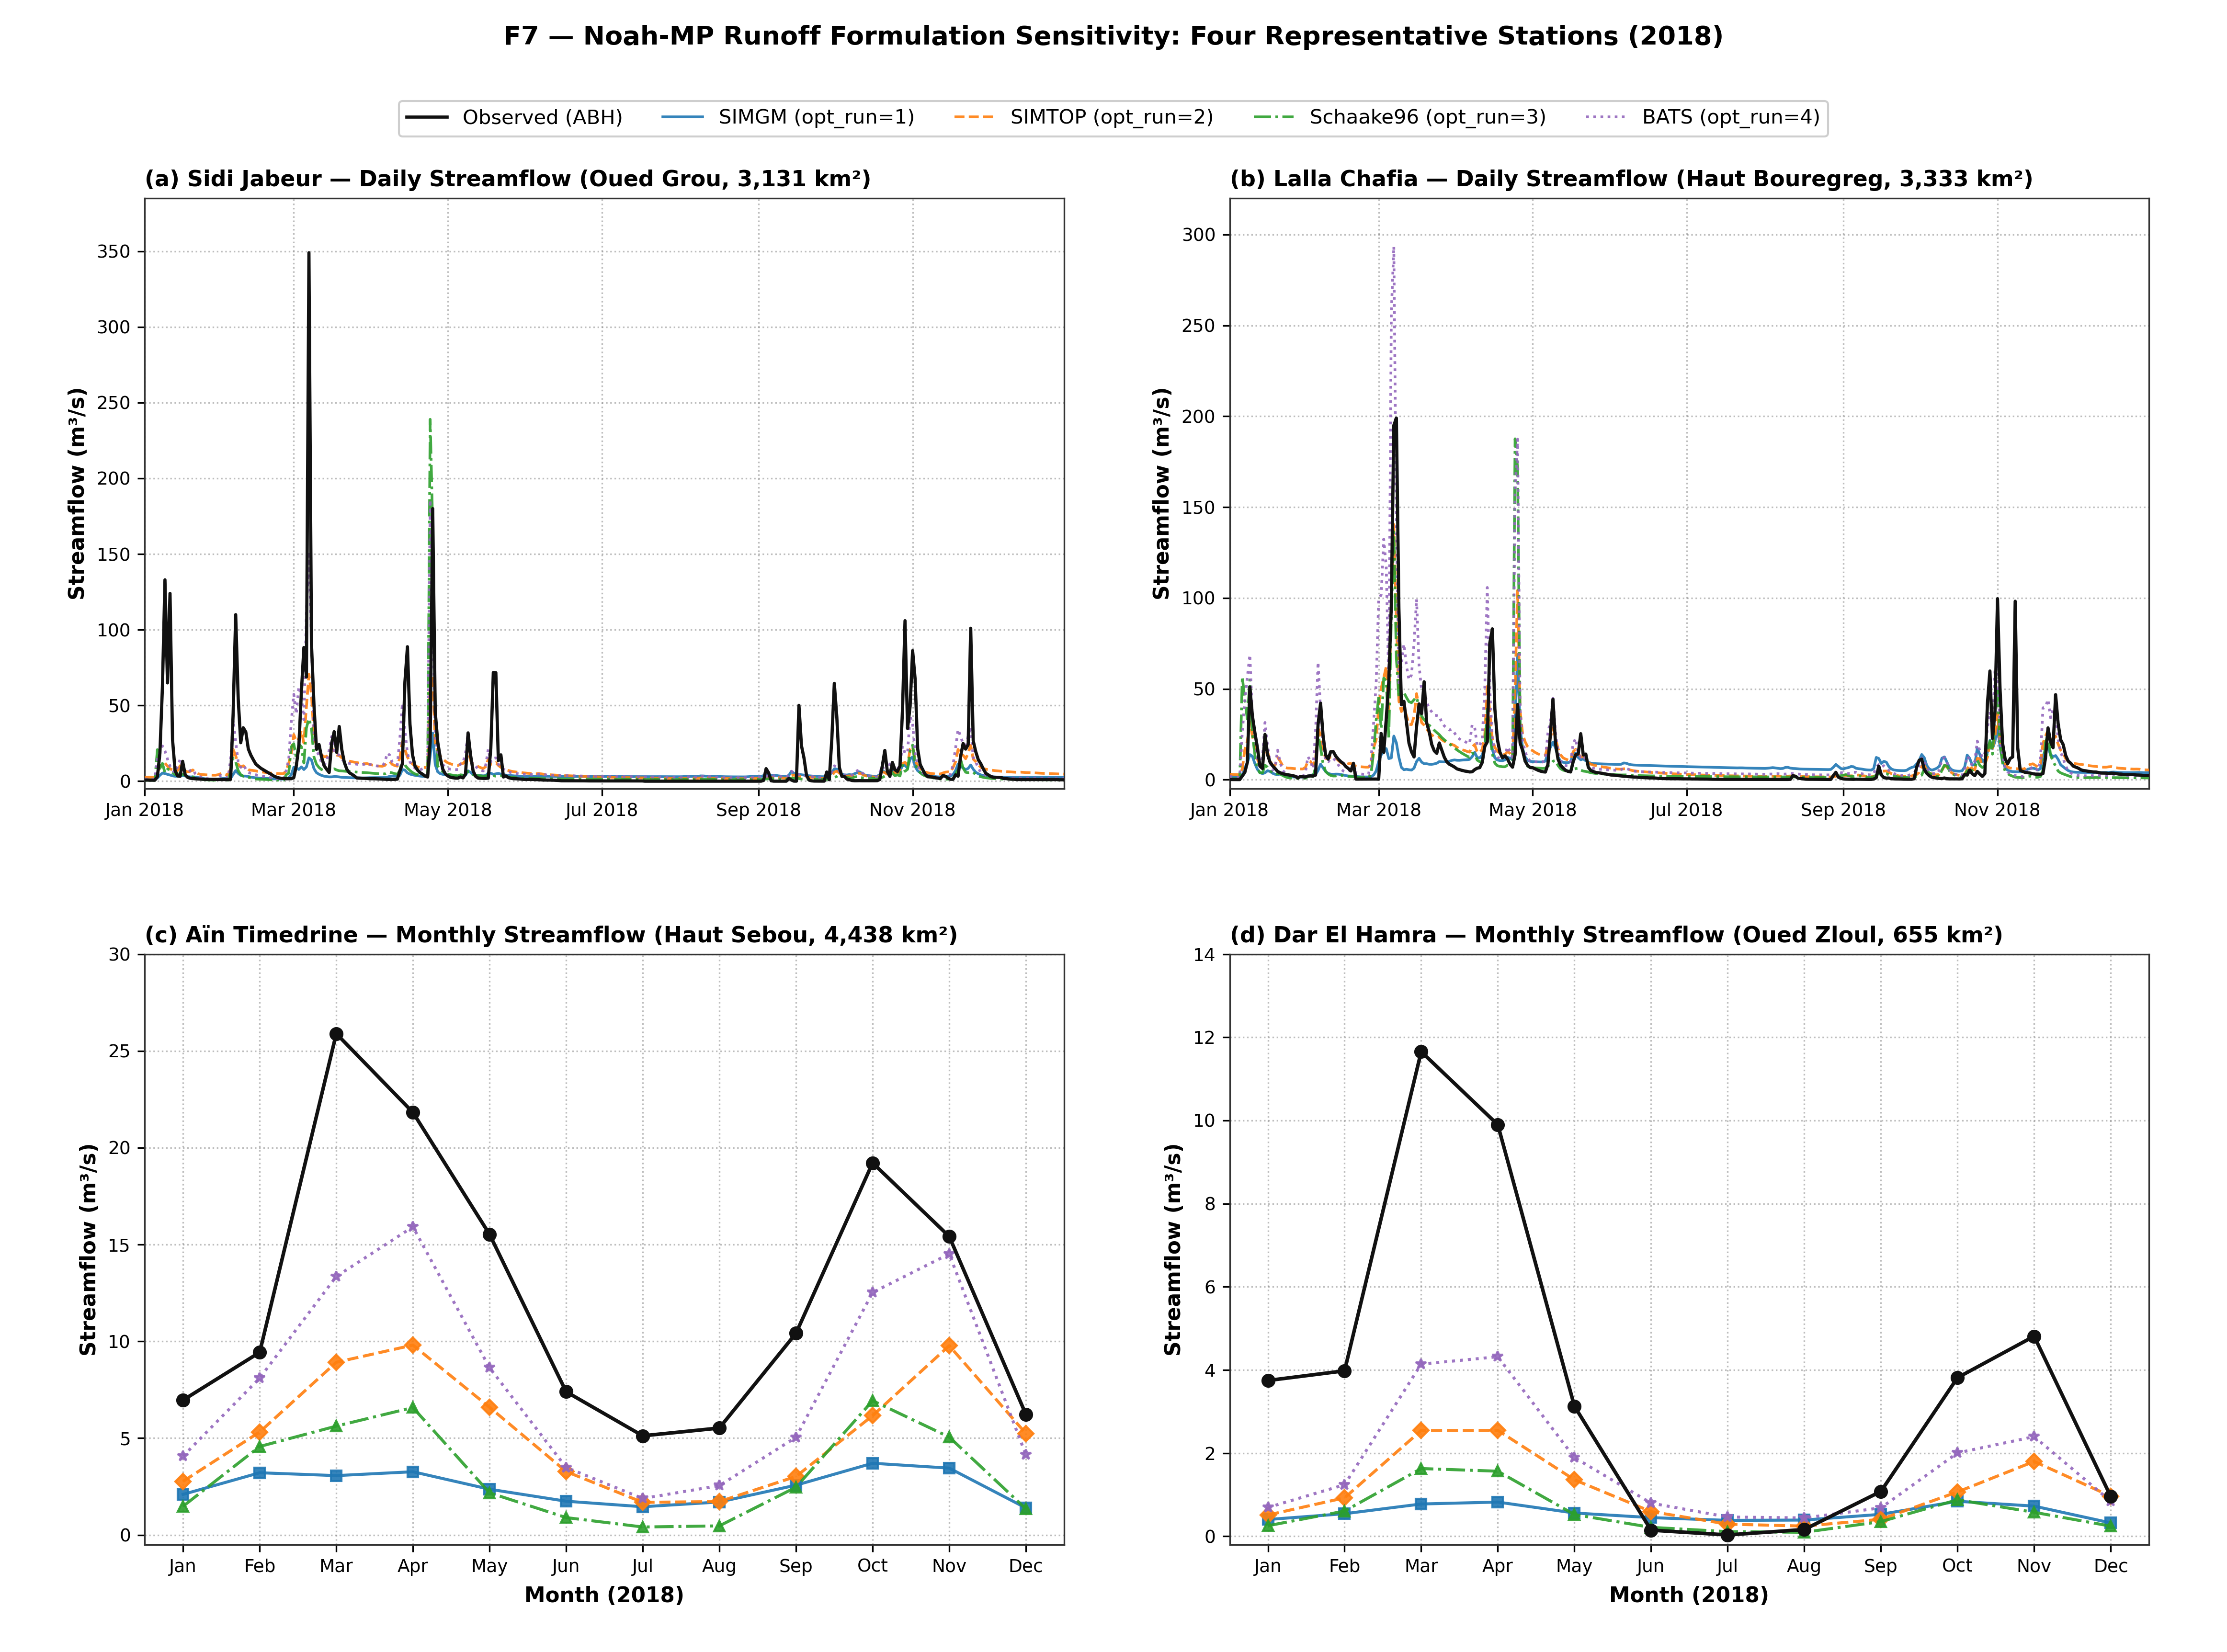 F7 — Noah-MP Runoff Formulation Sensitivity: Four Representative Stations (2018)
Observed (ABH) SIMGM (opt_run=1) SIMTOP (opt_run=2) Schaake96 (opt_run=3) BATS (opt_run=4)
(a) Sidi Jabeur — Daily Streamflow (Oued Grou, 3,131 km²)
Streamflow (m³/s)
350
300
250
200
150
100
50
0
Jan 2018 Mar 2018 May 2018 Jul 2018 Sep 2018 Nov 2018
(b) Lalla Chafia — Daily Streamflow (Haut Bouregreg, 3,333 km²)
Streamflow (m³/s)
300
250
200
150
100
50
0
Jan 2018 Mar 2018 May 2018 Jul 2018 Sep 2018 Nov 2018
(c) Aïn Timedrine — Monthly Streamflow (Haut Sebou, 4,438 km²)
Streamflow (m³/s)
30
25
20
15
10
5
0
Jan Feb Mar Apr May Jun Jul Aug Sep Oct Nov Dec
Month (2018)
(d) Dar El Hamra — Monthly Streamflow (Oued Zloul, 655 km²)
Streamflow (m³/s)
14
12
10
8
6
4
2
0
Jan Feb Mar Apr May Jun Jul Aug Sep Oct Nov Dec
Month (2018)